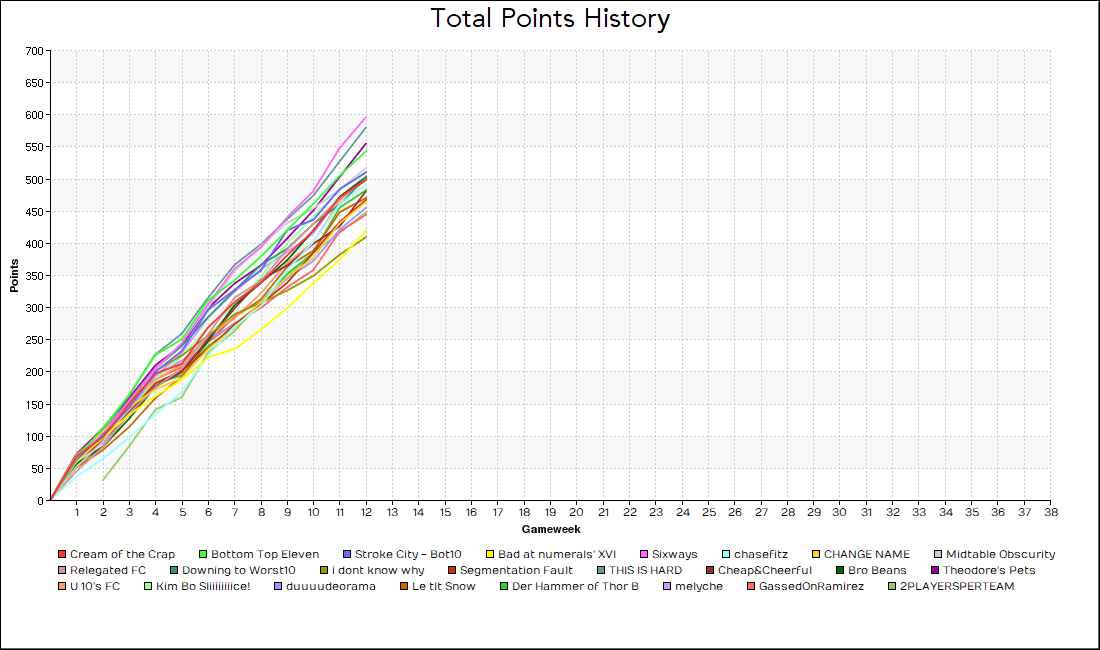 Total Points History
700
650
600
550
500
450
400
350
300
250
200
150
100
50
0
Points
1 2 3 4 5 6 7 8 9 10 11 12 13 14 15 16 17 18 19 20 21 22 23 24 25 26 27 28 29 30 31 32 33 34 35 36 37 38
Gameweek
Cream of the Crap Bottom Top Eleven Stroke City - Bot10 Bad at numerals' XVI Sixways chasefitz CHANGE NAME Midtable Obscurity
Relegated FC Downing to Worst10 i dont know why Segmentation Fault THIS IS HARD Cheap&Cheerful Bro Beans Theodore's Pets
U10's FC Kim Bo Sliiiiiiiice! duuuudeorama Le tIt Snow Der Hammer of Thor B melyche GassedOnRamirez 2PLAYERSPERTEAM